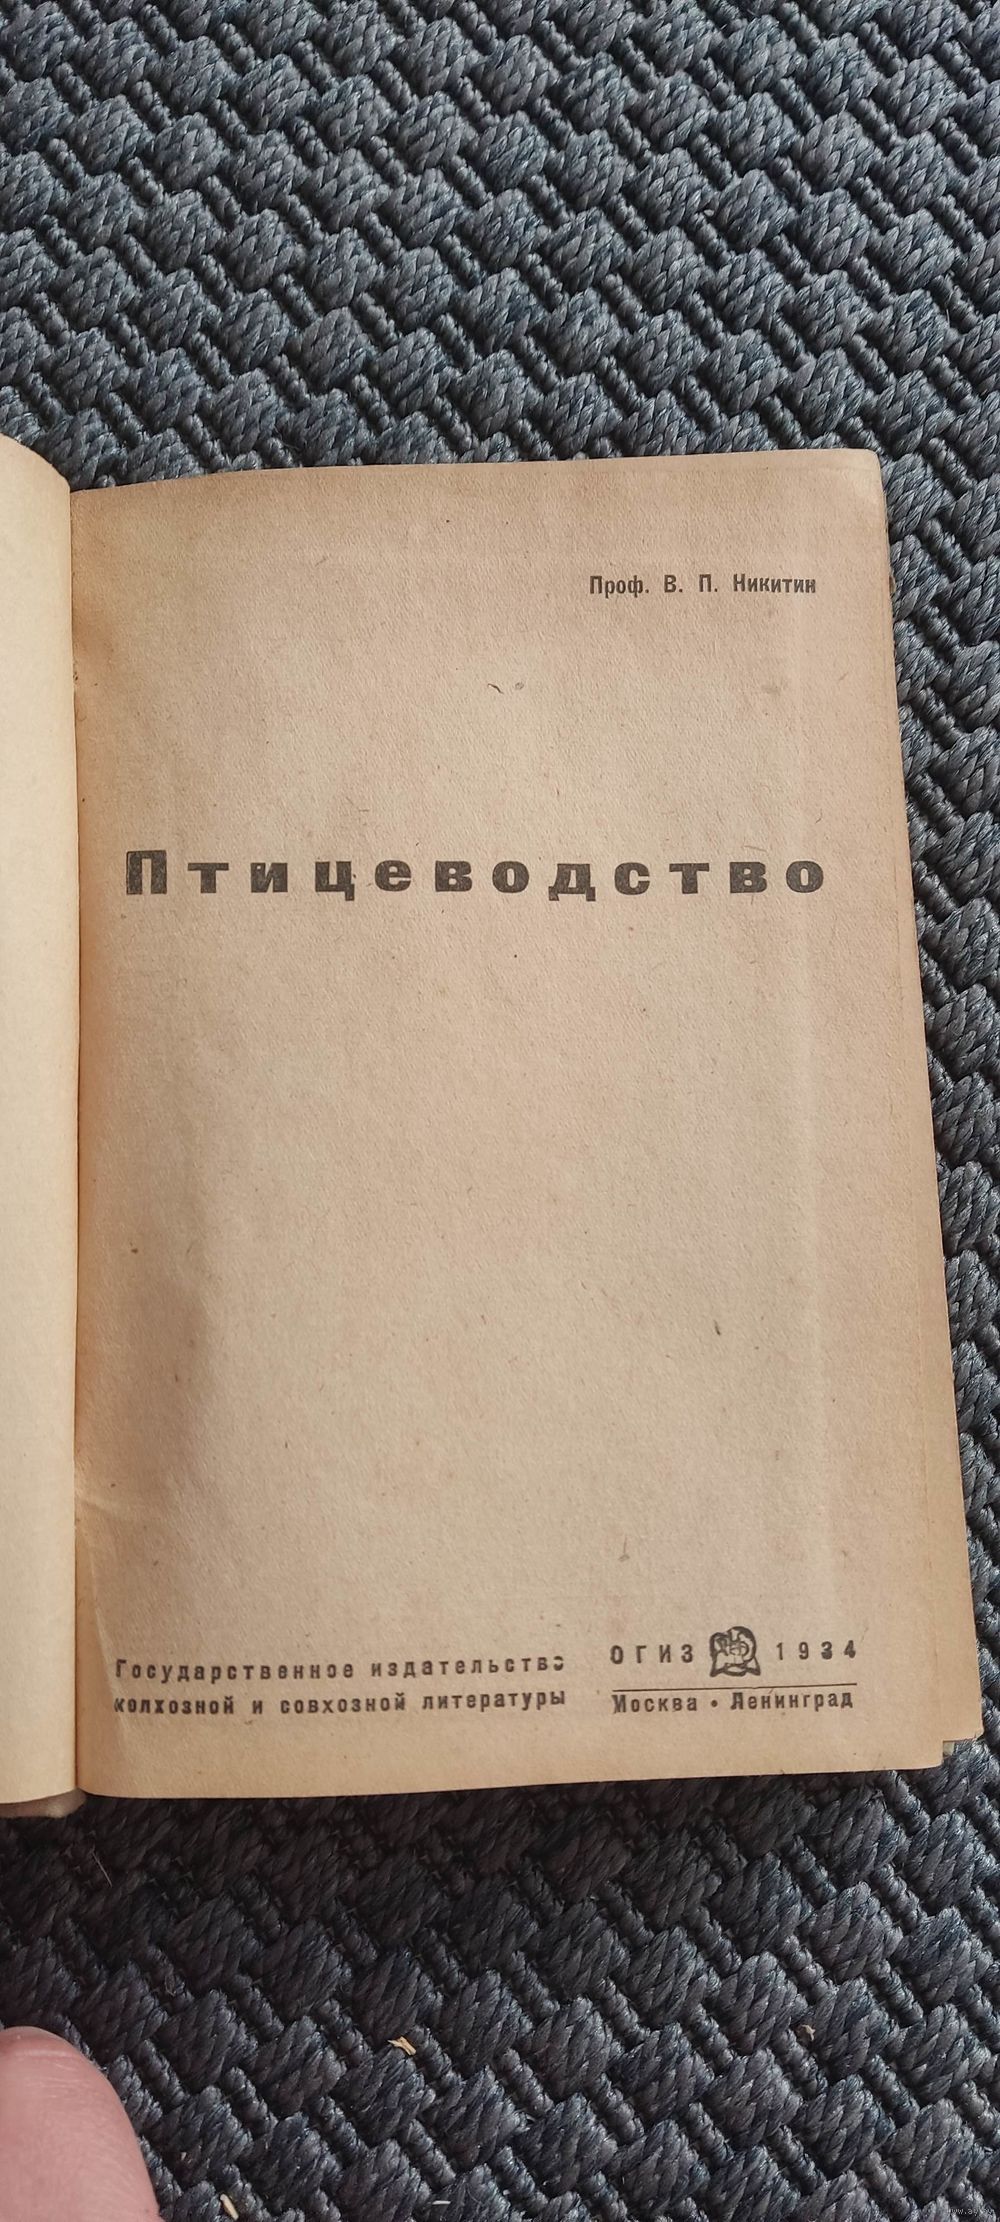 Проф. В. П. Никитин
Птицеводство
Государственное издательство
колхозной и совхозной литературы
ОГИЗ 1934
Москва • Ленинград